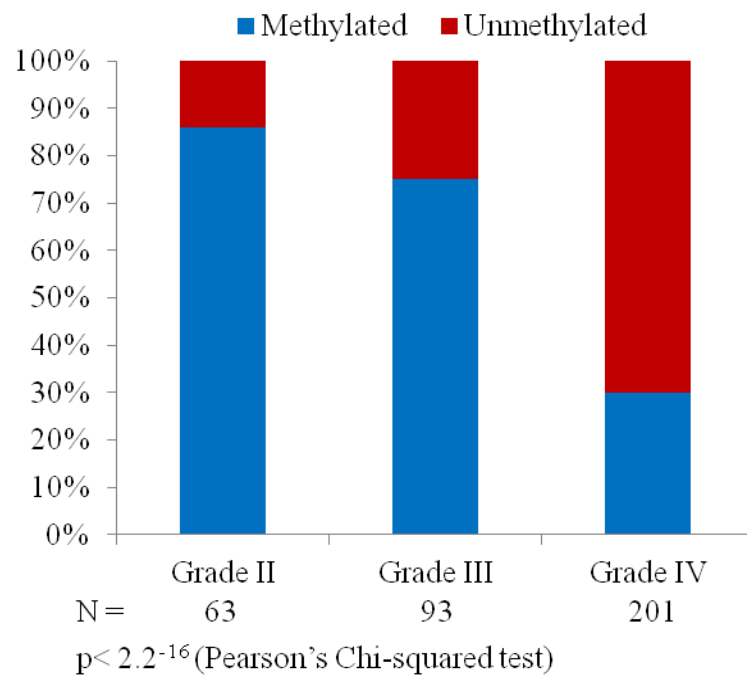 Methylated Unmethylated
100%
90%
80%
70%
60%
50%
40%
30%
20%
10%
0%
Grade II Grade III Grade IV
N = 63 93 201
p< 2.2-16 (Pearson’s Chi-squared test)